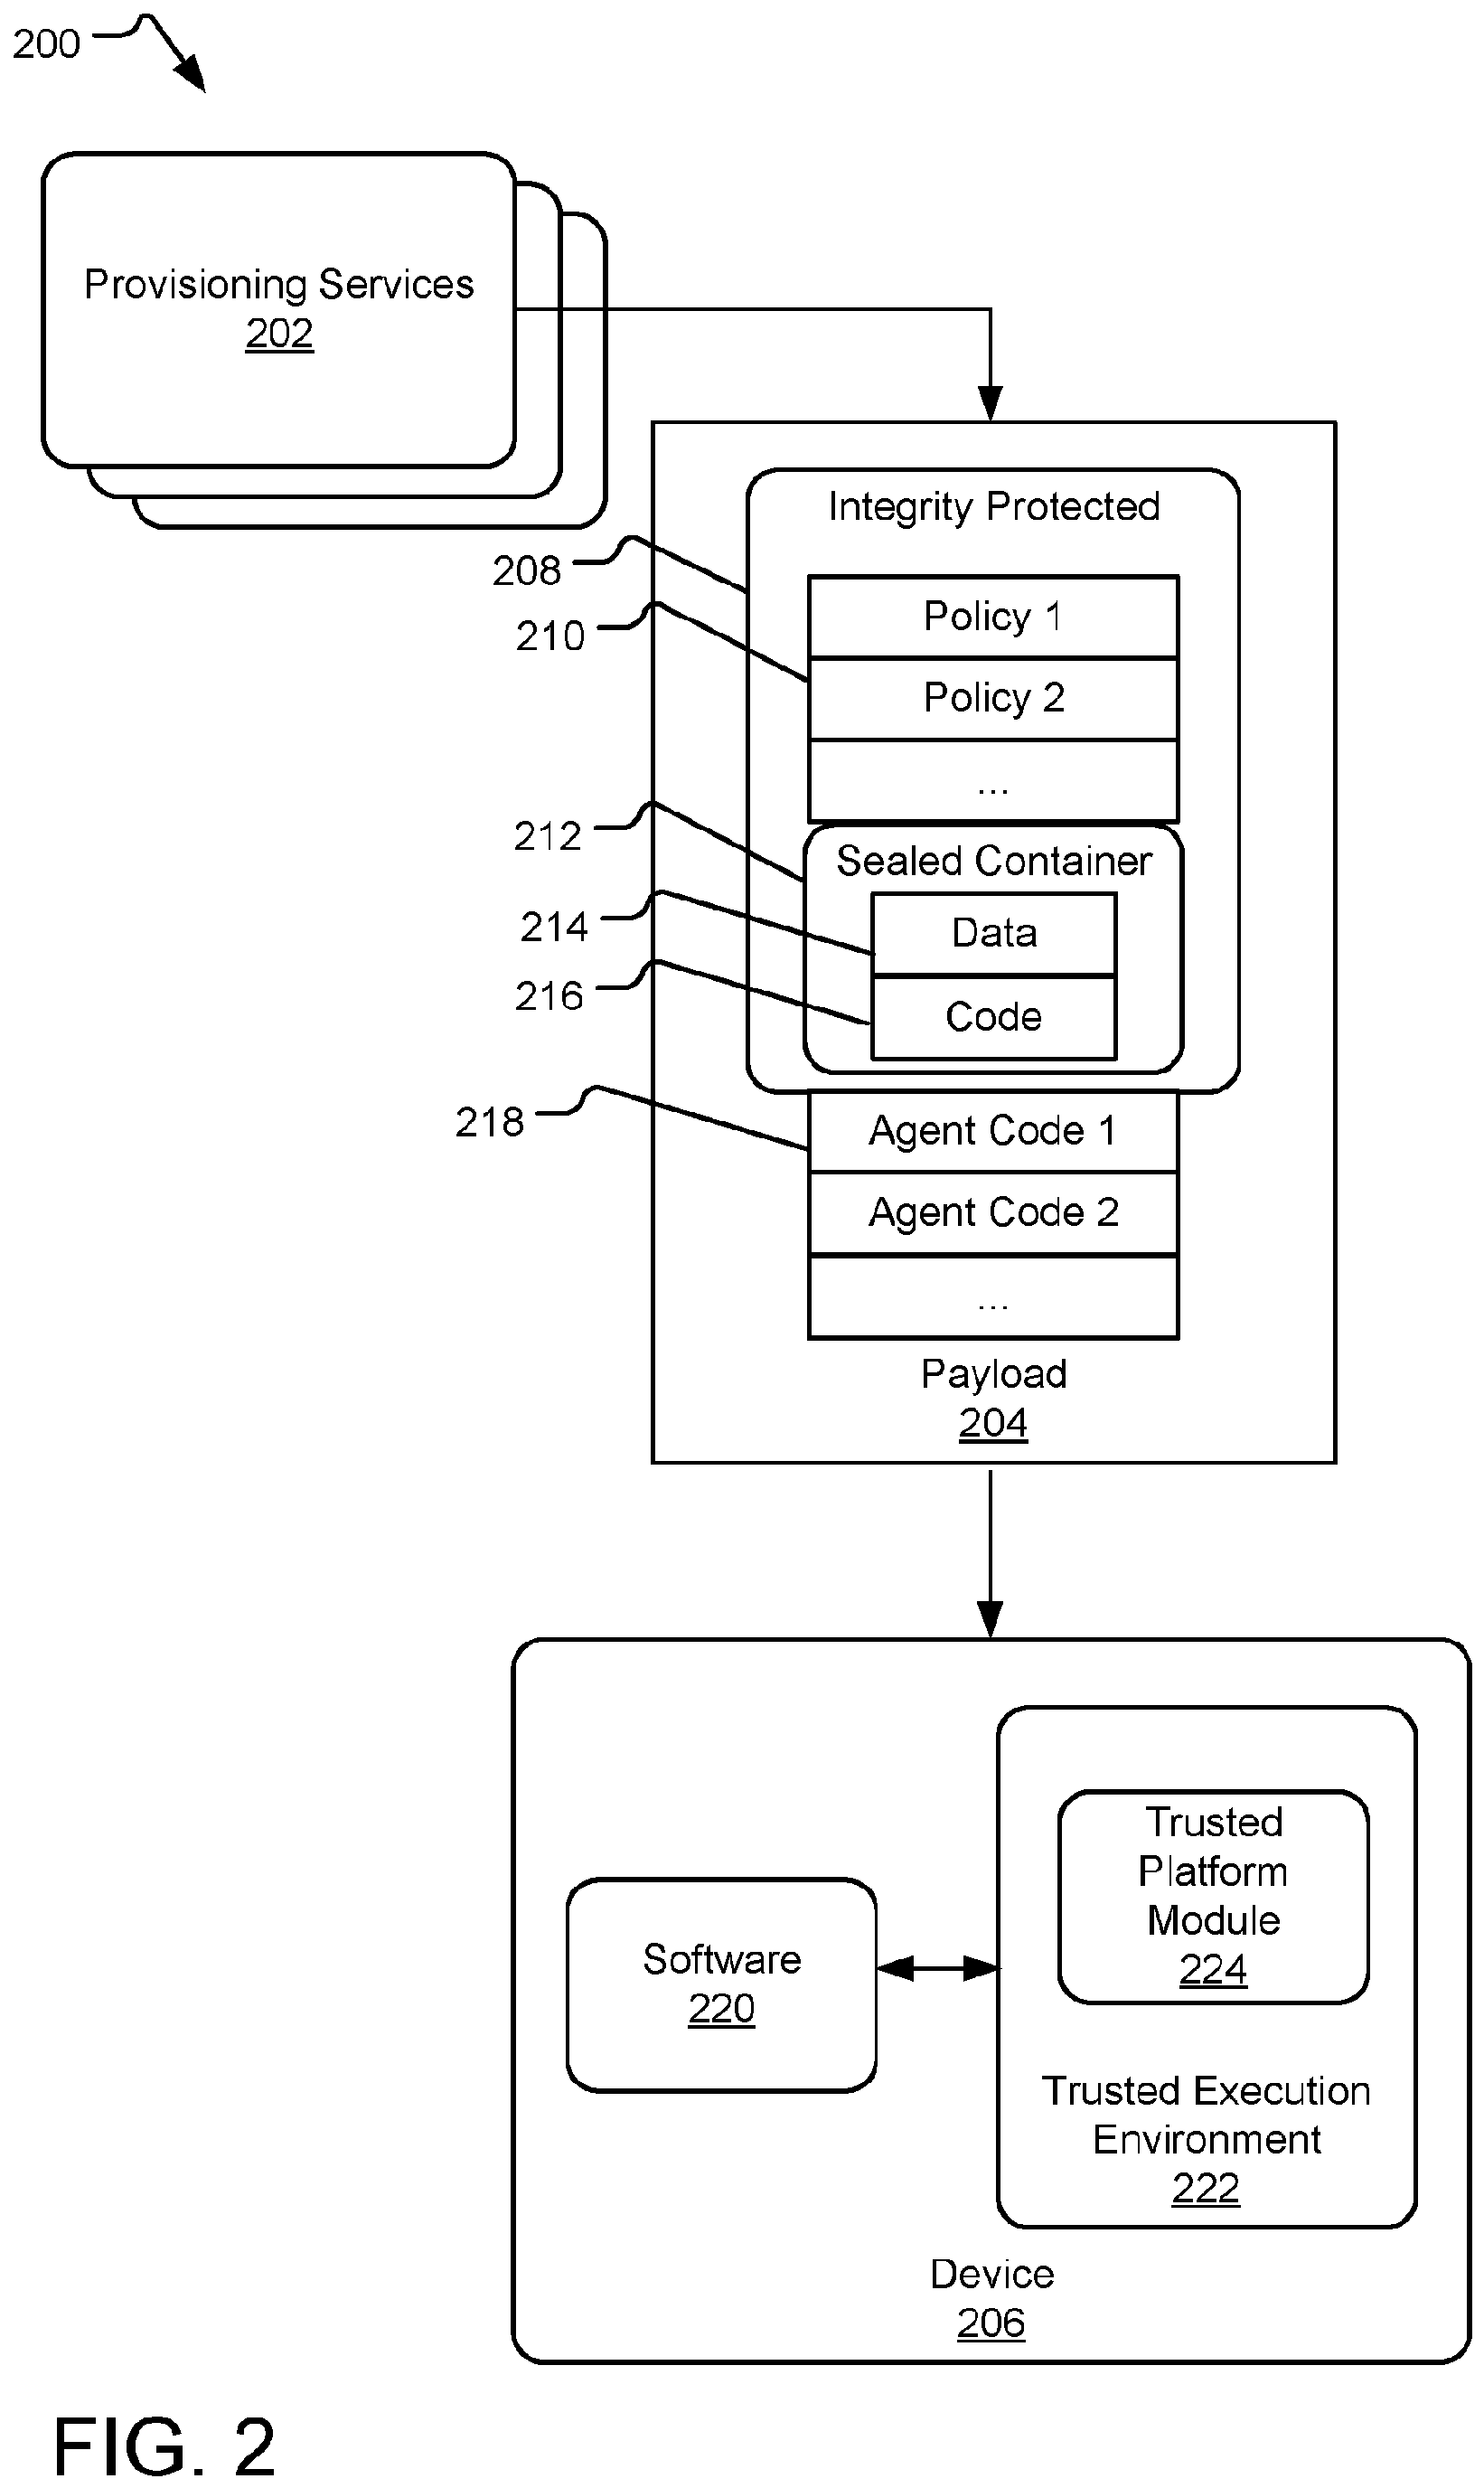 200
Provisioning Services
202
Integrity Protected
208
Policy 1
210
Policy 2
...
212
Sealed Container
214
Data
216
Code
218
Agent Code 1
Agent Code 2
...
Payload
204
Trusted
Platform
Module
224
Software
220
Trusted Execution
Environment
222
Device
206
FIG. 2